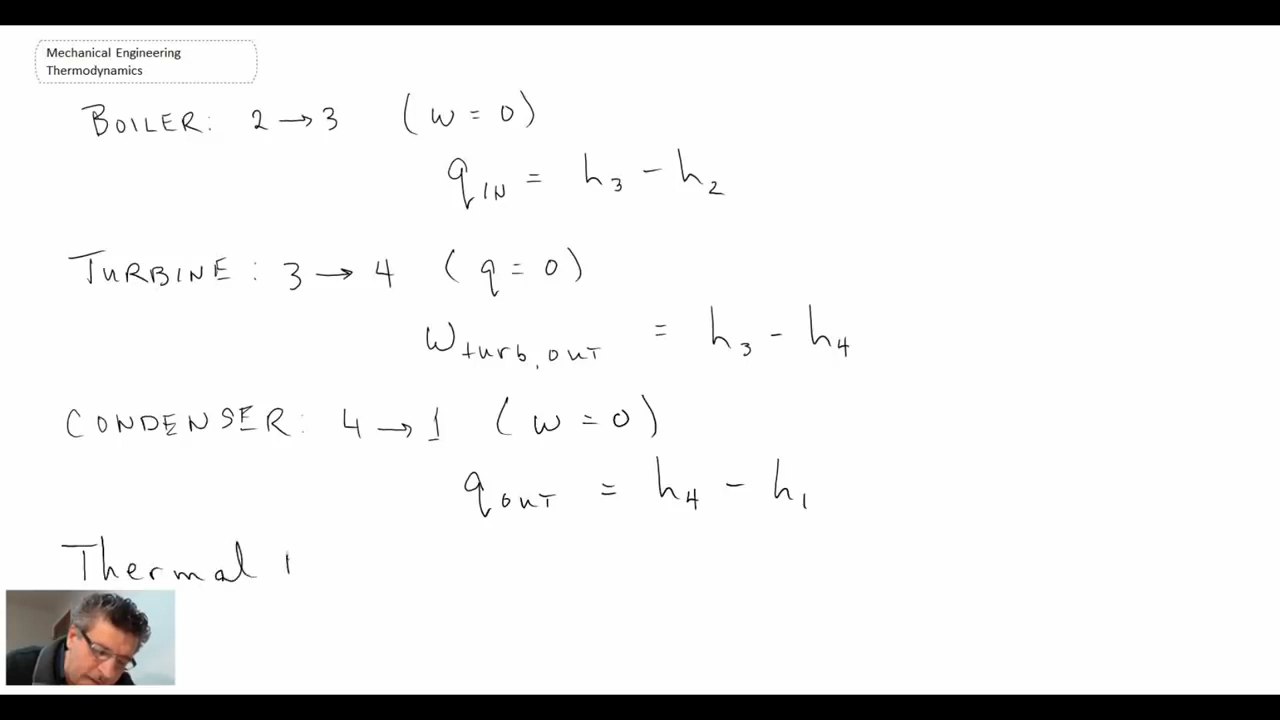 Mechanical Engineering
Thermodynamics
BOILER: 2 → 3 (w = 0)
q_IN = h_3 - h_2
TURBINE: 3 → 4 (q = 0)
w_turb,OUT = h_3 - h_4
CONDENSER: 4 → 1 (w = 0)
q_OUT = h_4 - h_1
Thermal